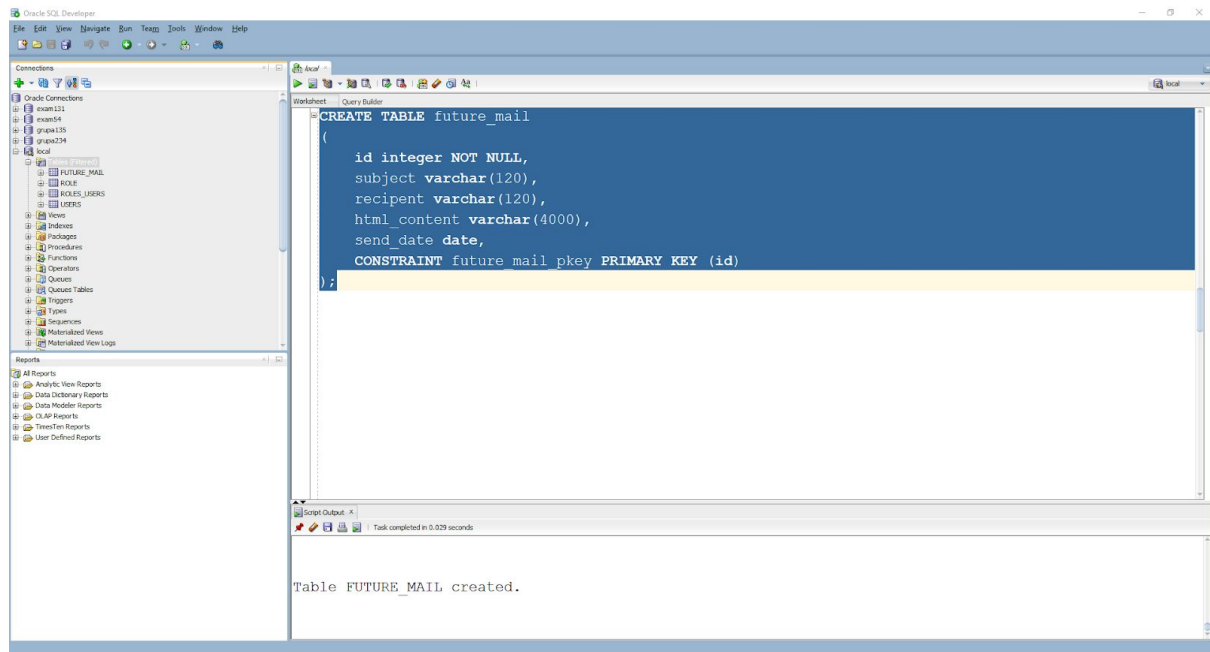 Oracle SQL Developer
File Edit View Navigate Run Team Tools Window Help
Connections
Oracle Connections
exam131
exam54
grupa135
grupa234
local
Tables (Filtered)
FUTURE_MAIL
ROLE
ROLES_USERS
USERS
Views
Indexes
Packages
Procedures
Functions
Operators
Queues
Queues Tables
Triggers
Types
Sequences
Materialized Views
Materialized View Logs
Reports
All Reports
Analytic View Reports
Data Dictionary Reports
Data Modeler Reports
OLAP Reports
TimesTen Reports
User Defined Reports
local
local
Worksheet Query Builder
CREATE TABLE future_mail
(
id integer NOT NULL,
subject varchar(120),
recipent varchar(120),
html_content varchar(4000),
send_date date,
CONSTRAINT future_mail_pkey PRIMARY KEY (id)
);
Script Output
Task completed in 0.029 seconds
Table FUTURE_MAIL created.